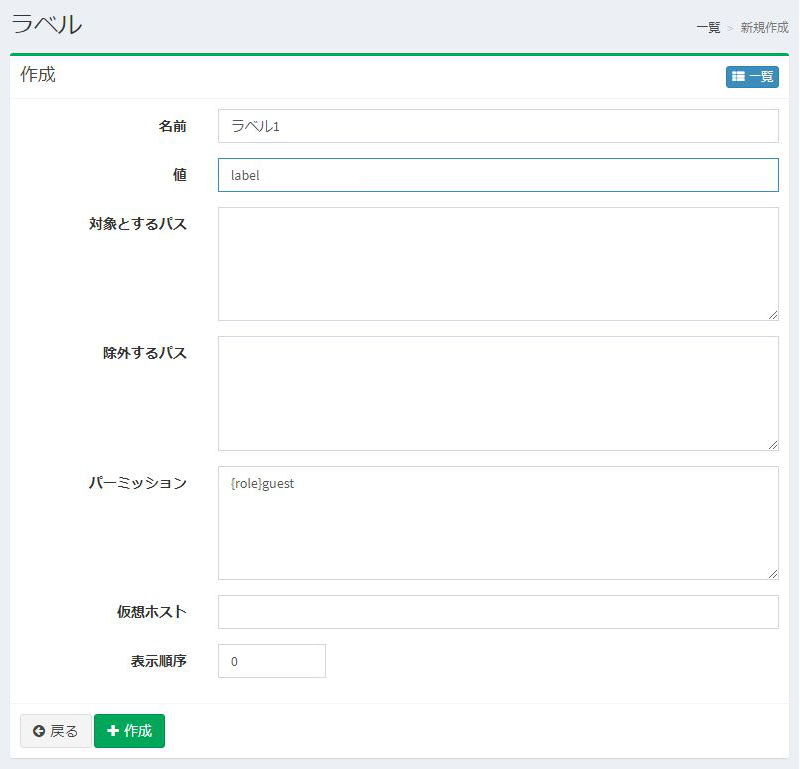 ラベル
一覧 > 新規作成
作成
一覧
名前 ラベル1
値 label
対象とするパス
除外するパス
パーミッション {role}guest
仮想ホスト
表示順序 0
戻る 作成